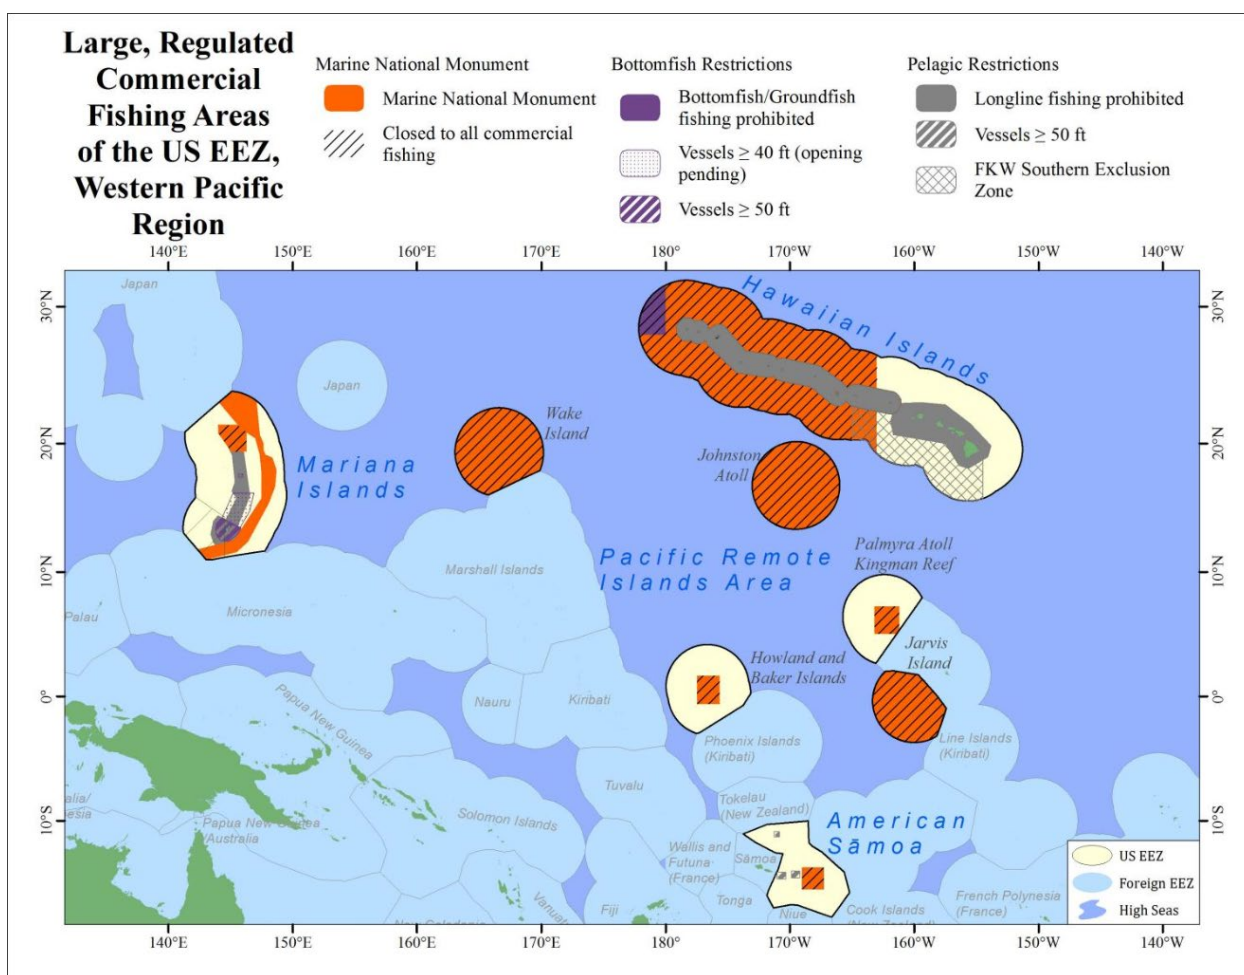 Large, Regulated
Commercial
Fishing Areas
of the US EEZ,
Western Pacific
Region
Marine National Monument
Marine National Monument
Closed to all commercial
fishing
Bottomfish Restrictions
Bottomfish/Groundfish
fishing prohibited
Vessels ≥ 40 ft (opening
pending)
Vessels ≥ 50 ft
Pelagic Restrictions
Longline fishing prohibited
Vessels ≥ 50 ft
FKW Southern Exclusion
Zone
140°E 150°E 160°E 170°E 180° 170°W 160°W 150°W 140°W
30°N
20°N
10°N
0°
10°S
Japan
Japan
Hawaiian Islands
Wake
Island
Mariana
Islands
Johnston
Atoll
Pacific Remote
Islands Area
Palmyra Atoll
Kingman Reef
Marshall Islands
Micronesia
Palau
Jarvis
Island
Howland and
Baker Islands
Nauru
Kiribati
Papua New Guinea
Phoenix Islands
(Kiribati)
Line Islands
(Kiribati)
Tuvalu
Tokelau
(New Zealand)
Solomon Islands
Papua New Guinea
/Australia
American
Sāmoa
Wallis and
Futuna
(France)
Sāmoa
Tonga
Niue
Fiji
Vanuatu
Cook Islands
French Polynesia
(France)
30°N
20°N
10°N
0°
10°S
US EEZ
Foreign EEZ
High Seas
140°E 150°E 160°E 170°E 180° 170°W 160°W 150°W 140°W